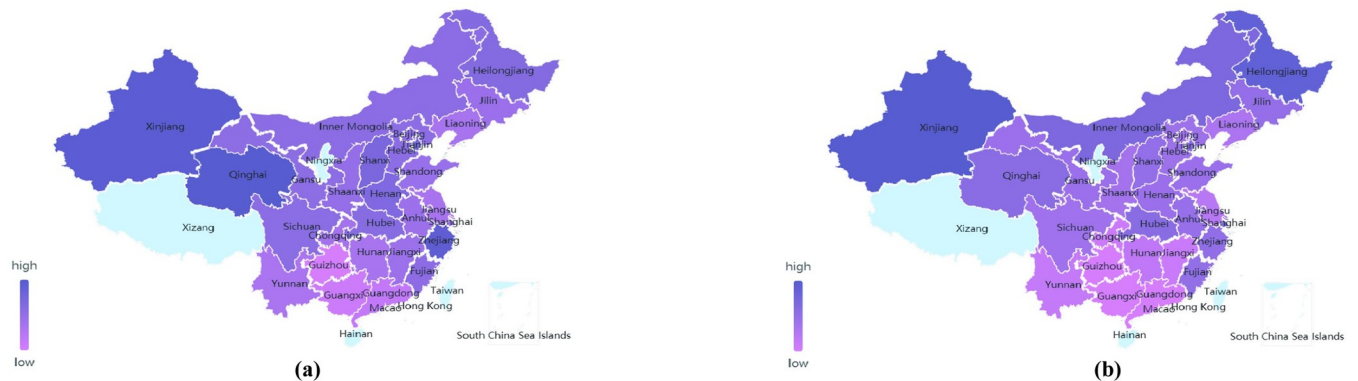 Heilongjiang
Jilin
Xinjiang
Inner Mongolia
Liaoning
Beijing
Tianjin
Hebei
Ningxia
Shanxi
Qinghai
Gansu
Shandong
Shaanxi
Henan
Jiangsu
Xizang
Sichuan
Hubei
Anhui
Shanghai
Chongqing
Zhejiang
high
Hunan
Jiangxi
Guizhou
Fujian
Yunnan
Guangxi
Guangdong
Taiwan
Macao
Hong Kong
Hainan
South China Sea Islands
low
(a)
Heilongjiang
Jilin
Xinjiang
Inner Mongolia
Liaoning
Beijing
Tianjin
Hebei
Ningxia
Shanxi
Qinghai
Gansu
Shandong
Shaanxi
Henan
Jiangsu
Xizang
Sichuan
Hubei
Anhui
Shanghai
Chongqing
Zhejiang
high
Hunan
Jiangxi
Guizhou
Fujian
Yunnan
Guangxi
Guangdong
Taiwan
Macao
Hong Kong
Hainan
South China Sea Islands
low
(b)